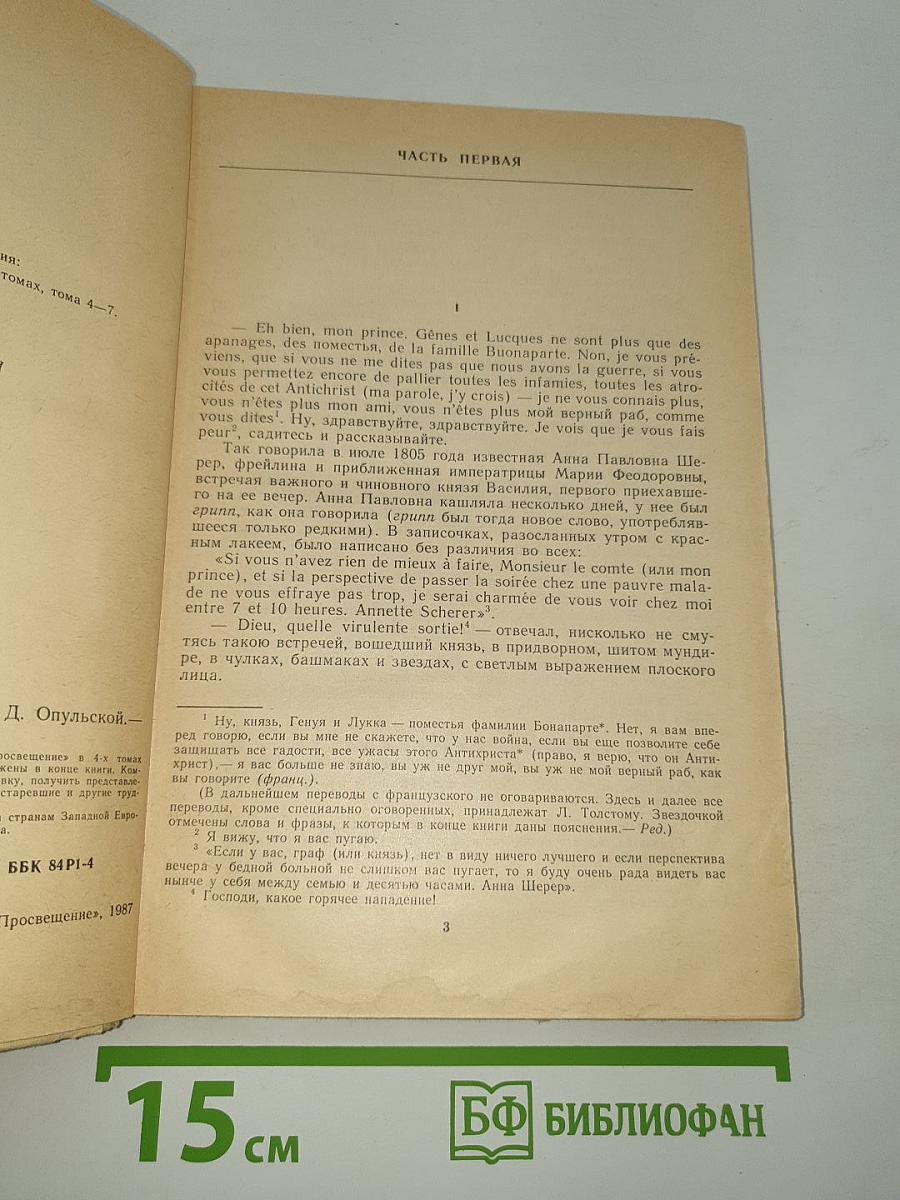 ния:
томах, тома 4—7.
Д. Опульской.—
росвещение» в 4-х томах
жены в конце книги. Ком-
вку, получить представле-
старевшие и другие труд-
странам Западной Евро-
а.
ББК 84Р1-4
Просвещение», 1987
ЧАСТЬ ПЕРВАЯ
I
— Eh bien, mon prince. Gênes et Lucques ne sont plus que des
apanages, des поместья, de la famille Buonaparte. Non, je vous pré-
viens, que si vous ne me dites pas que nous avons la guerre, si vous
vous permettez encore de pallier toutes les infamies, toutes les atro-
cités de cet Antichrist (ma parole, j'y crois) — je ne vous connais plus,
vous n'êtes plus mon ami, vous n'êtes plus мой верный раб, comme
vous dites¹. Ну, здравствуйте, здравствуйте. Je vois que je vous fais
peur², садитесь и рассказывайте.
Так говорила в июле 1805 года известная Анна Павловна Ше-
рер, фрейлина и приближенная императрицы Марии Феодоровны,
встречая важного и чиновного князя Василия, первого приехавше-
го на ее вечер. Анна Павловна кашляла несколько дней, у нее был
грипп, как она говорила (грипп был тогда новое слово, употребляв-
шееся только редкими). В записочках, разосланных утром с крас-
ным лакеем, было написано без различия во всех:
«Si vous n'avez rien de mieux à faire, Monsieur le comte (или mon
prince), et si la perspective de passer la soirée chez une pauvre mala-
de ne vous effraye pas trop, je serai charmée de vous voir chez moi
entre 7 et 10 heures. Annette Scherer»³.
— Dieu, quelle virulente sortie!⁴ — отвечал, нисколько не сму-
тясь такою встречей, вошедший князь, в придворном, шитом мунди-
ре, в чулках, башмаках и звездах, с светлым выражением плоского
лица.
¹ Ну, князь, Генуя и Лукка — поместья фамилии Бонапарте*. Нет, я вам впе-
ред говорю, если вы мне не скажете, что у нас война, если вы еще позволите себе
защищать все гадости, все ужасы этого Антихриста* (право, я верю, что он Анти-
христ),— я вас больше не знаю, вы уж не друг мой, вы уж не мой верный раб, как
вы говорите (франц.).
(В дальнейшем переводы с французского не оговариваются. Здесь и далее все
переводы, кроме специально оговоренных, принадлежат Л. Толстому. Звездочкой
отмечены слова и фразы, к которым в конце книги даны пояснения.— Ред.)
² Я вижу, что я вас пугаю.
³ «Если у вас, граф (или князь), нет в виду ничего лучшего и если перспектива
вечера у бедной больной не слишком вас пугает, то я буду очень рада видеть вас
нынче у себя между семью и десятью часами. Анна Шерер».
⁴ Господи, какое горячее нападение!
3
15 см
БФ БИБЛИОФАН